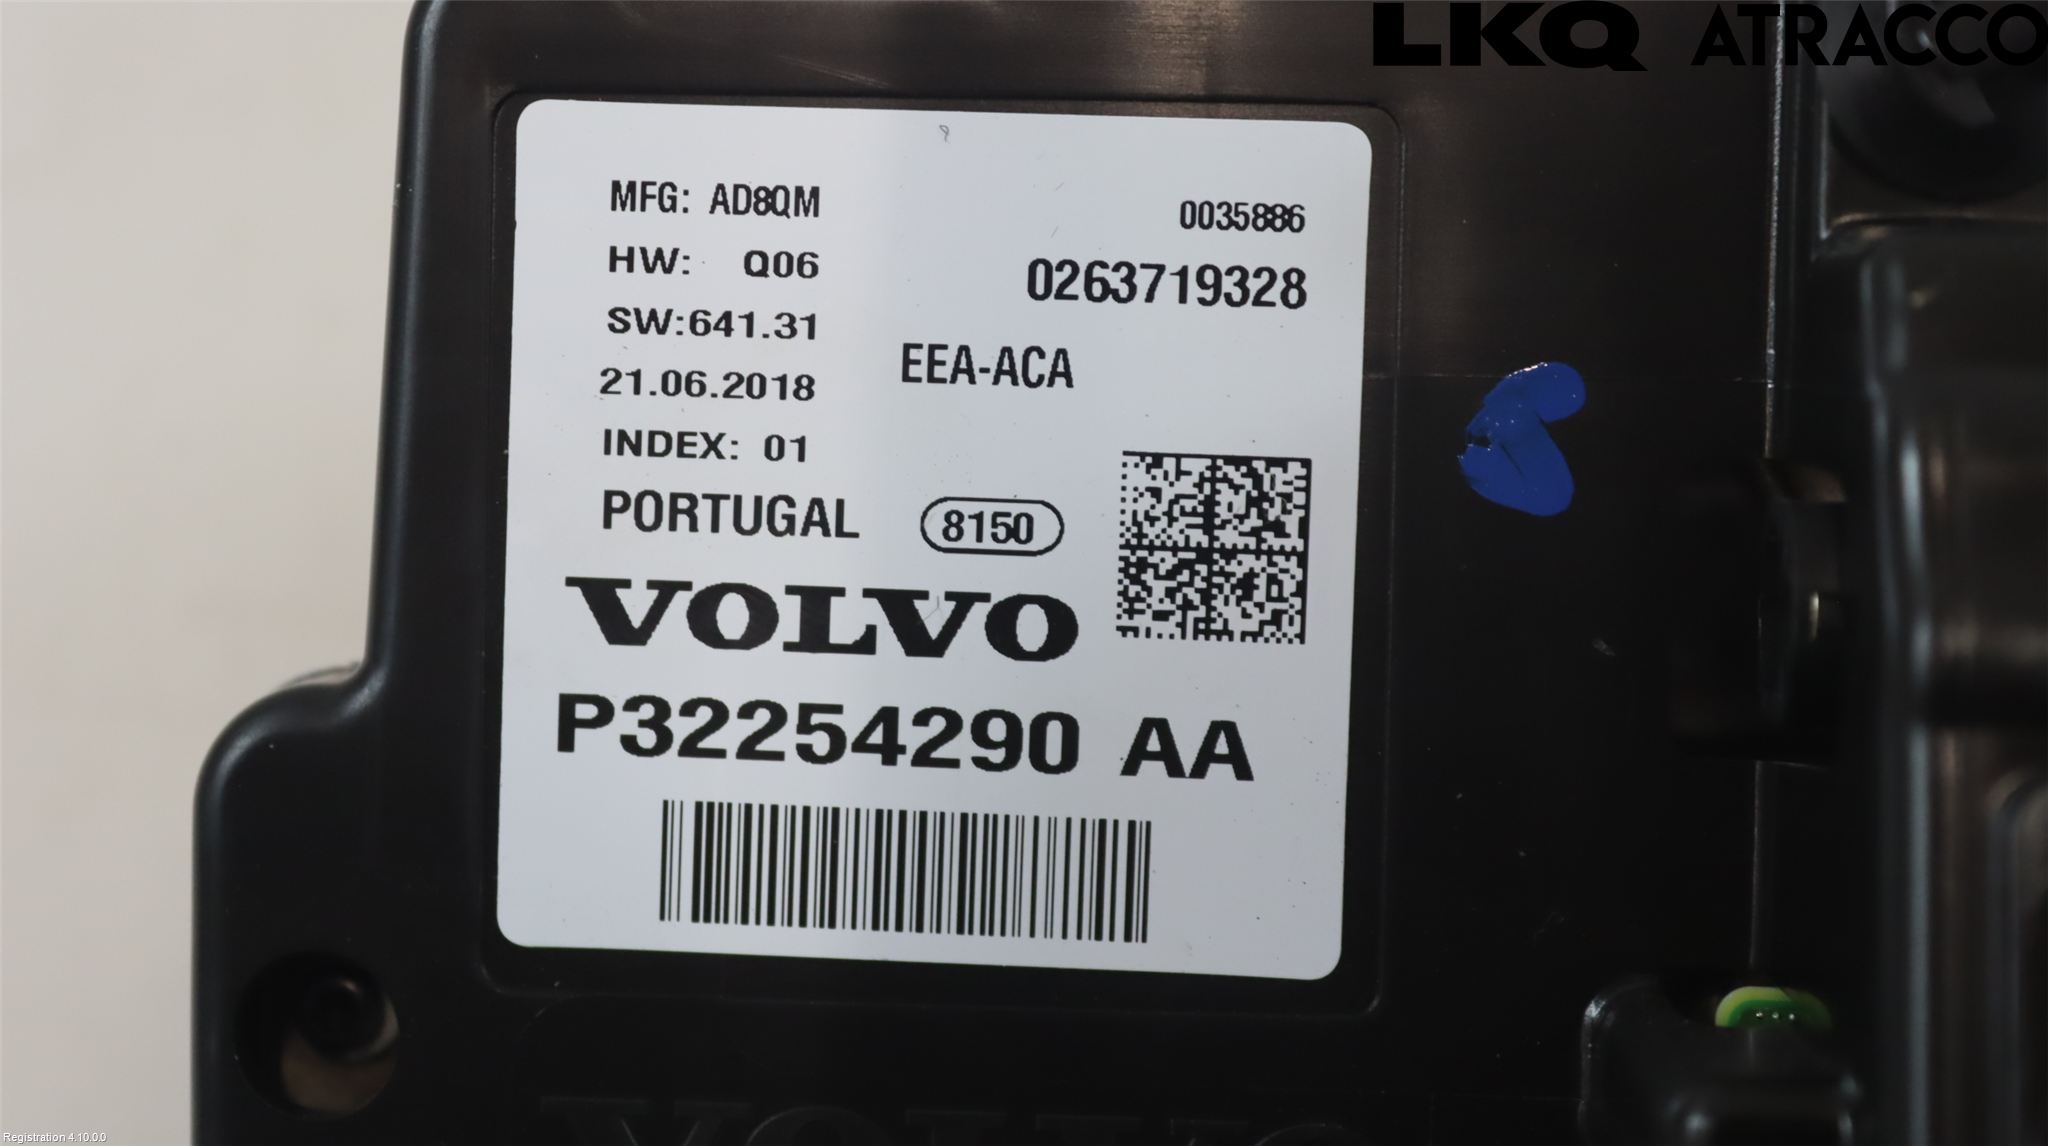 LKQ ATRACCO
MFG: AD8QM
0035886
HW: Q06
0263719328
SW:641.31
EEA-ACA
21.06.2018
INDEX: 01
PORTUGAL
8150
VOLVO
P32254290 AA
Registration 4.10.0.0